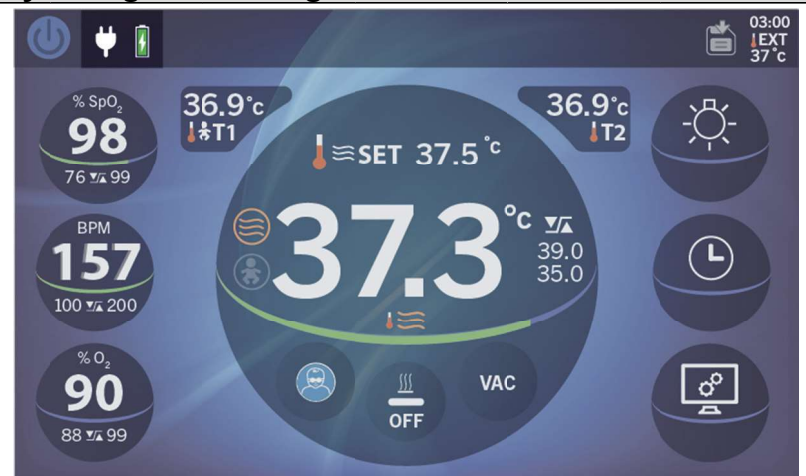 03:00
EXT
37°c
% SpO₂
98
76 99
36.9°c
T1
36.9°c
T2
SET 37.5°c
37.3°c
39.0
35.0
BPM
157
100 200
% O₂
90
88 99
OFF
VAC